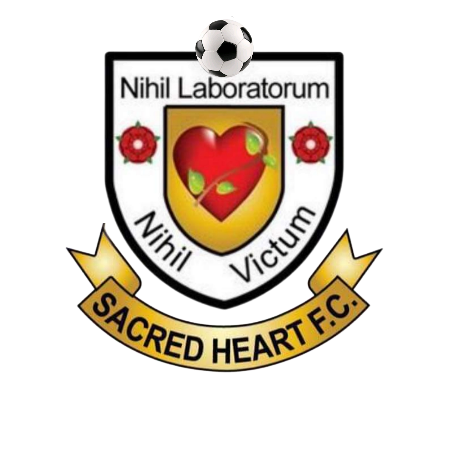 Nihil Laboratorum
Nihil Victum
SACRED HEART F.C.